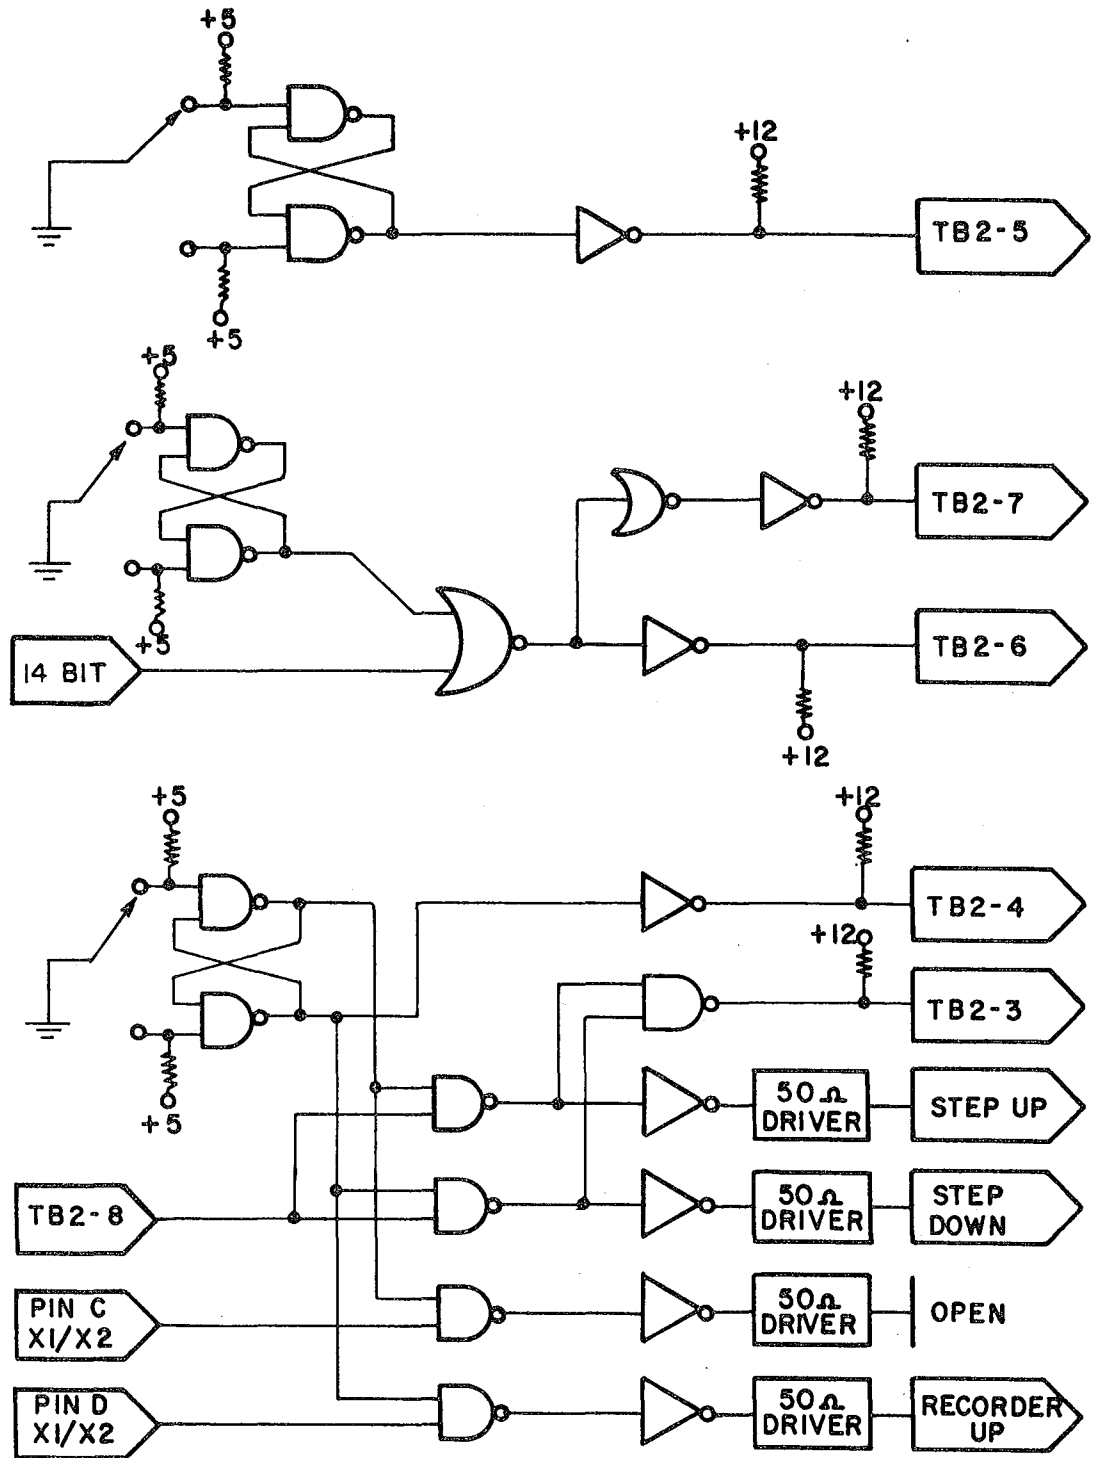 +5
+12
TB2-5
+5
+5
+12
TB2-7
+5
14 BIT
TB2-6
+12
+5
+12
TB2-4
+12
TB2-3
+5
50Ω
DRIVER
STEP UP
TB2-8
50Ω
DRIVER
STEP
DOWN
PIN C
X1/X2
50Ω
DRIVER
OPEN
PIN D
X1/X2
50Ω
DRIVER
RECORDER
UP